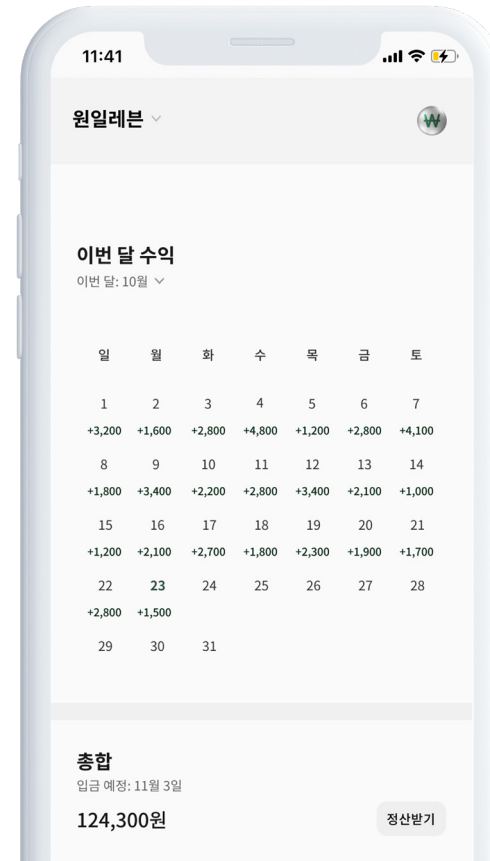 11:41
원일레븐
₩
이번 달 수익
이번 달: 10월
일 월 화 수 목 금 토
1 2 3 4 5 6 7
+3,200 +1,600 +2,800 +4,800 +1,200 +2,800 +4,100
8 9 10 11 12 13 14
+1,800 +3,400 +2,200 +2,800 +3,400 +2,100 +1,000
15 16 17 18 19 20 21
+1,200 +2,100 +2,700 +1,800 +2,300 +1,900 +1,700
22 23 24 25 26 27 28
+2,800 +1,500
29 30 31
총합
입금 예정: 11월 3일
124,300원 정산받기